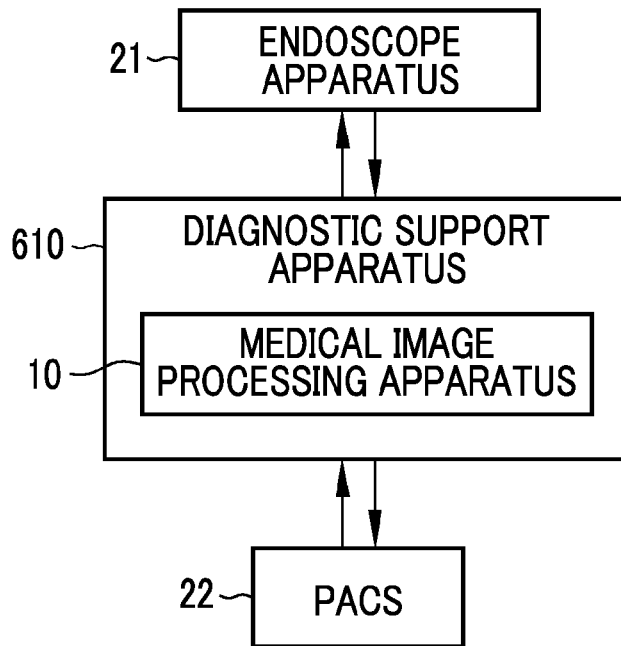 21
ENDOSCOPE
APPARATUS
610
DIAGNOSTIC SUPPORT
APPARATUS
10
MEDICAL IMAGE
PROCESSING APPARATUS
22
PACS